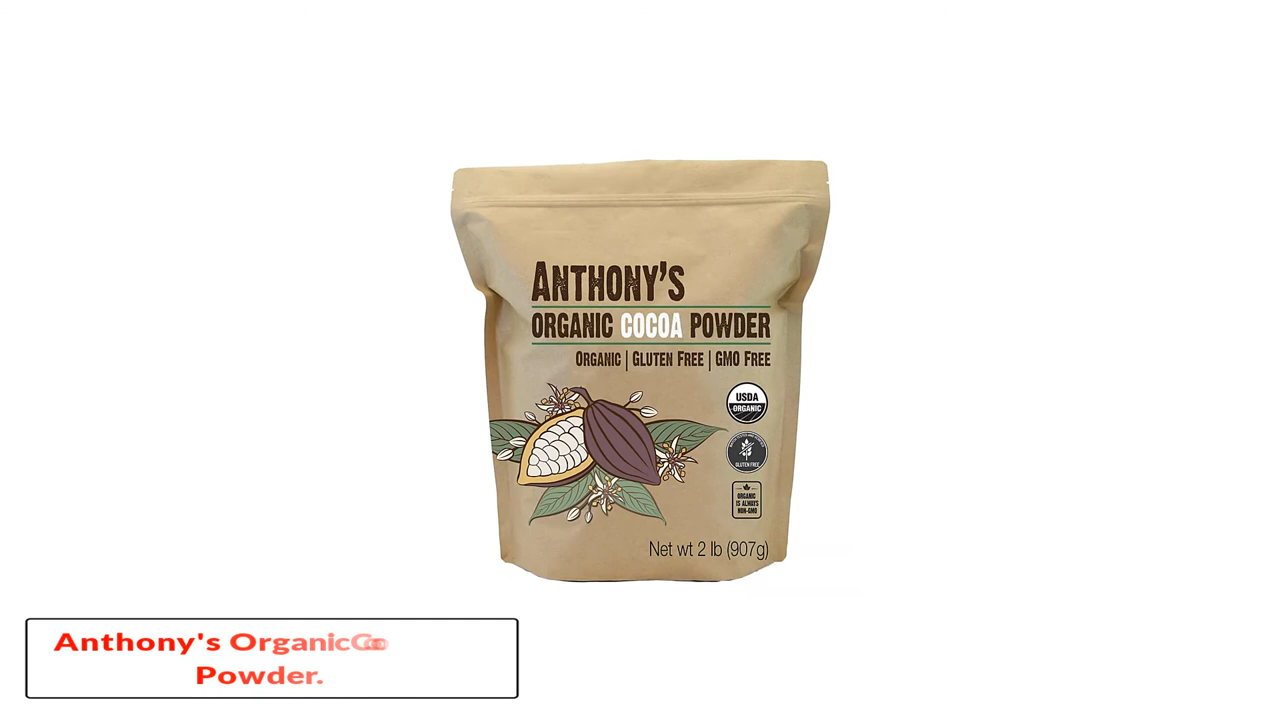 ANTHONY'S
ORGANIC COCOA POWDER
ORGANIC | GLUTEN FREE | GMO FREE
USDA
ORGANIC
GLUTEN FREE
ORGANIC
IS ALWAYS
NON-GMO
Net wt 2 lb (907g)
Anthony's Organic
Powder.